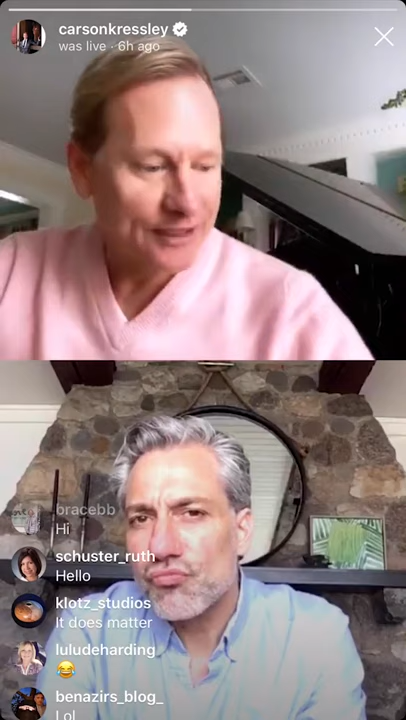 carsonkressley
was live · 6h ago
bracebb
Hi
schuster_ruth
Hello
klotz_studios
It does matter
luludeharding
😂
benazirs_blog_
Lol